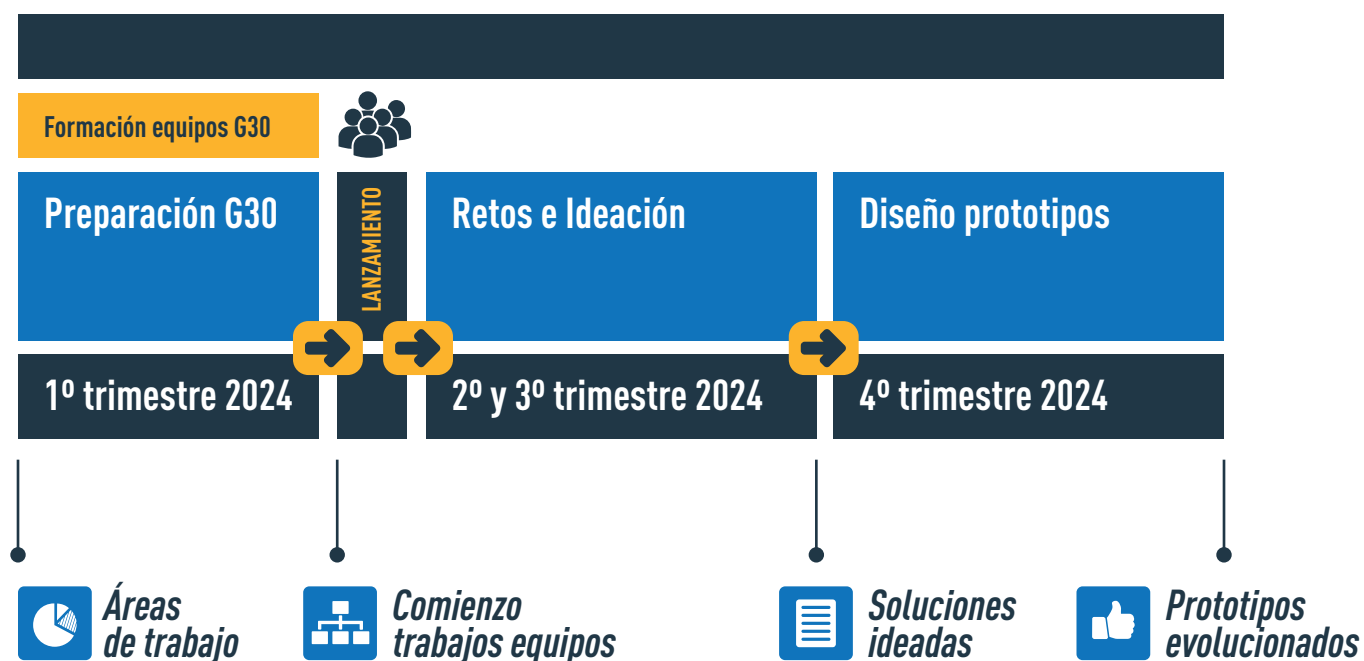 Formación equipos G30
Preparación G30
LANZAMIENTO
Retos e Ideación
Diseño prototipos
1º trimestre 2024
2º y 3º trimestre 2024
4º trimestre 2024
Áreas
de trabajo
Comienzo
trabajos equipos
Soluciones
ideadas
Prototipos
evolucionados